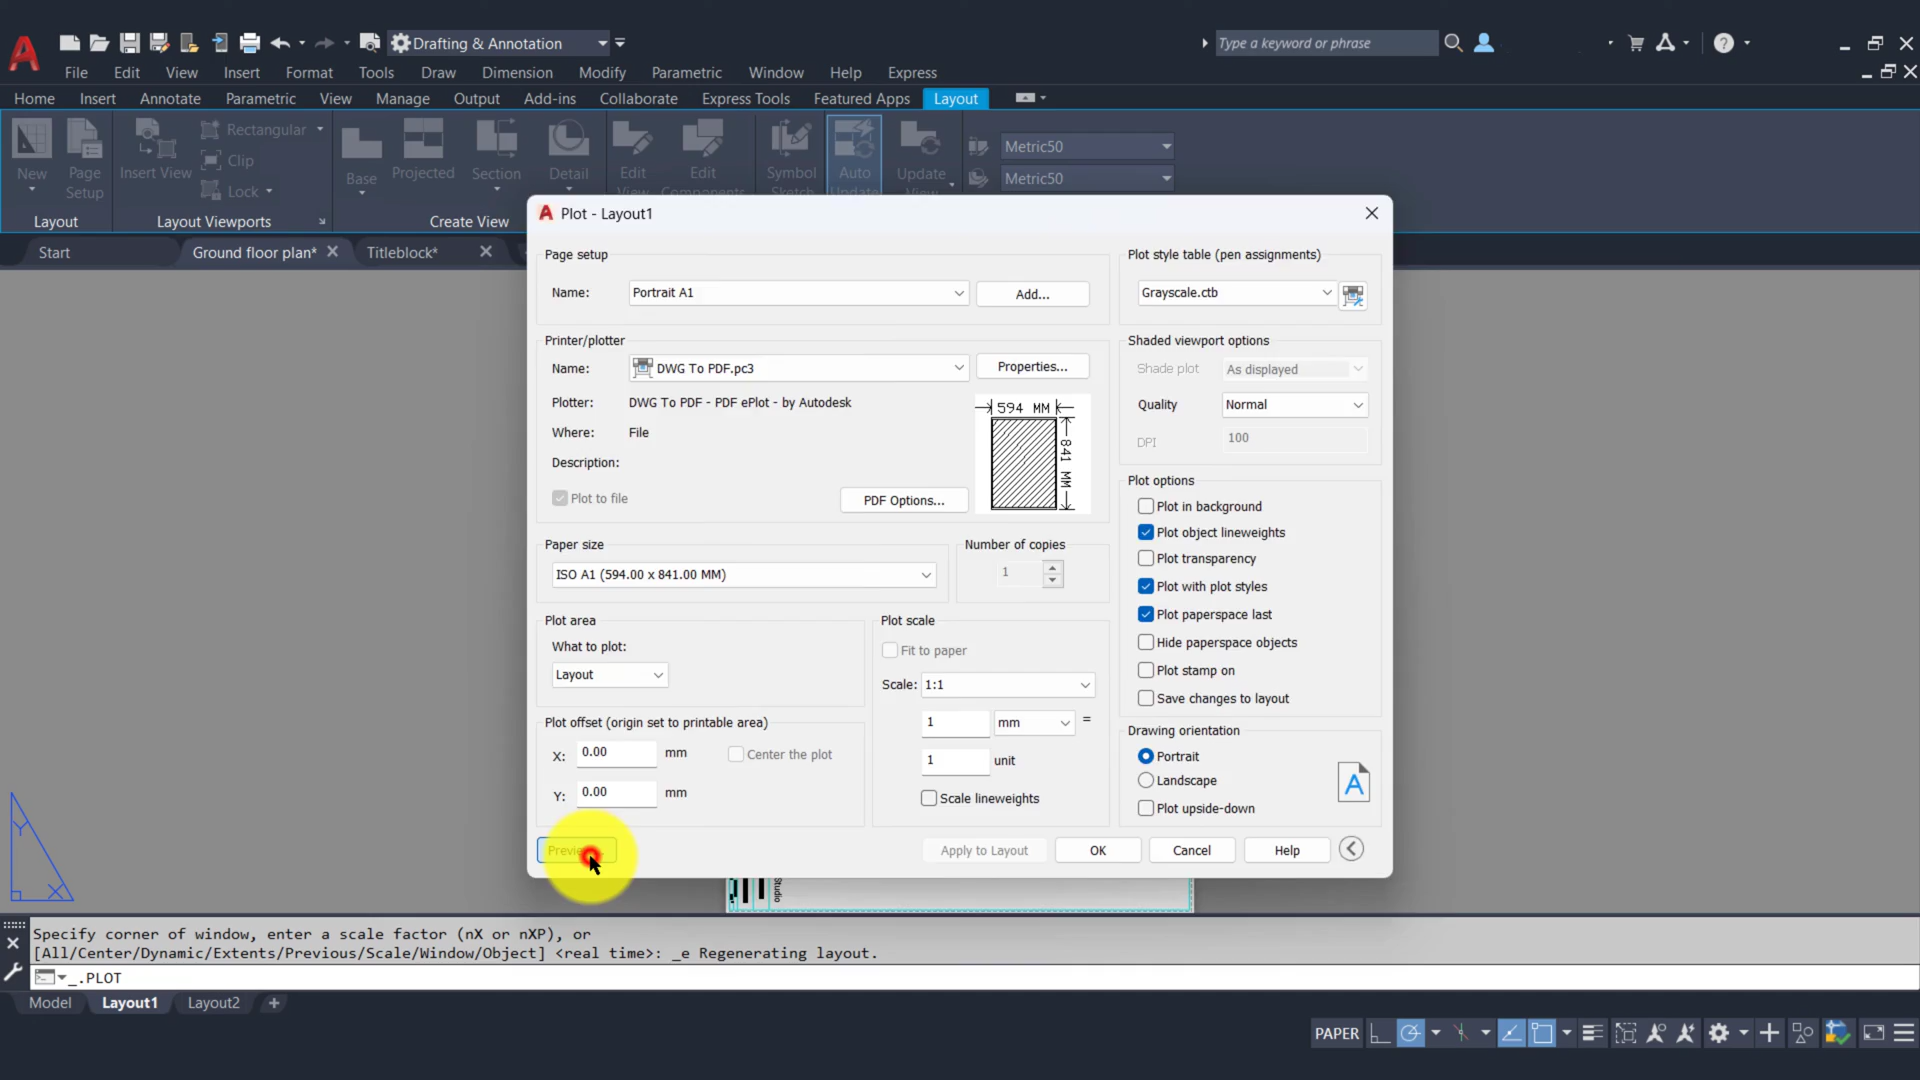 Drafting & Annotation
Type a keyword or phrase
File Edit View Insert Format Tools Draw Dimension Modify Parametric Window Help Express
Home Insert Annotate Parametric View Manage Output Add-ins Collaborate Express Tools Featured Apps Layout
New Page Setup Insert View Rectangular Clip Lock Base Projected Section Detail Edit View Edit Components Symbol Sketch Auto Update Update View Metric50
Metric50
Layout Layout Viewports Create View
Start Ground floor plan* Titleblock*
Plot - Layout1
Page setup
Name: Portrait A1 Add...
Printer/plotter
Name: DWG To PDF.pc3 Properties...
Plotter: DWG To PDF - PDF ePlot - by Autodesk
Where: File
Description:
Plot to file PDF Options...
594 MM
841 MM
Paper size
ISO A1 (594.00 x 841.00 MM)
Number of copies
1
Plot area
What to plot:
Layout
Plot scale
Fit to paper
Scale: 1:1
1 mm =
1 unit
Scale lineweights
Plot offset (origin set to printable area)
X: 0.00 mm Center the plot
Y: 0.00 mm
Plot style table (pen assignments)
Grayscale.ctb
Shaded viewport options
Shade plot As displayed
Quality Normal
DPI 100
Plot options
Plot in background
Plot object lineweights
Plot transparency
Plot with plot styles
Plot paperspace last
Hide paperspace objects
Plot stamp on
Save changes to layout
Drawing orientation
Portrait
Landscape
Plot upside-down
A
Preview... Apply to Layout OK Cancel Help
Studio
Y
X
Specify corner of window, enter a scale factor (nX or nXP), or
[All/Center/Dynamic/Extents/Previous/Scale/Window/Object] <real time>: _e Regenerating layout.
_.PLOT
Model Layout1 Layout2 +
PAPER